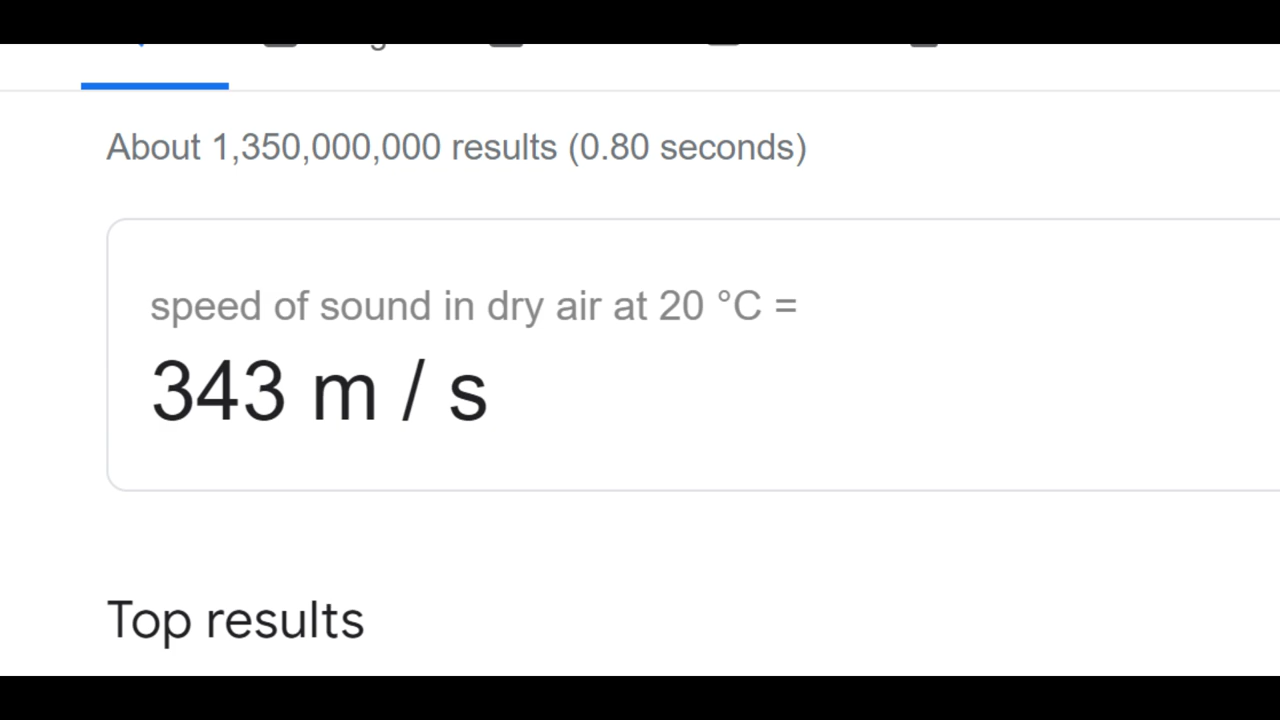 About 1,350,000,000 results (0.80 seconds)
speed of sound in dry air at 20 °C =
343 m / s
Top results